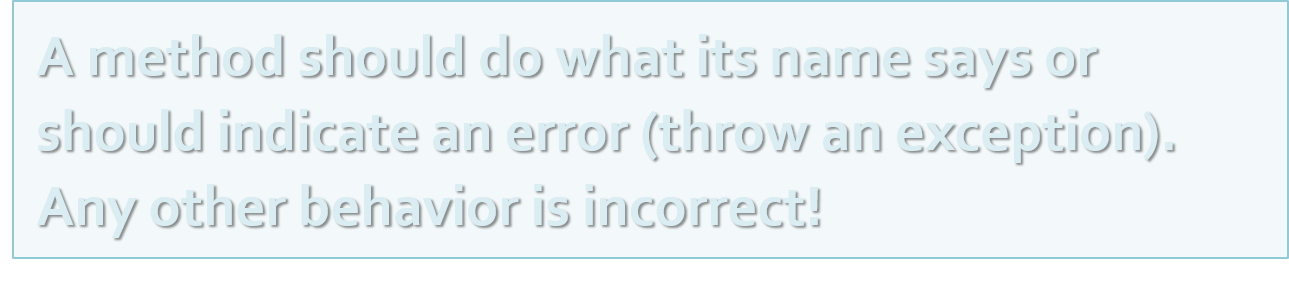 A method should do what its name says or
should indicate an error (throw an exception).
Any other behavior is incorrect!